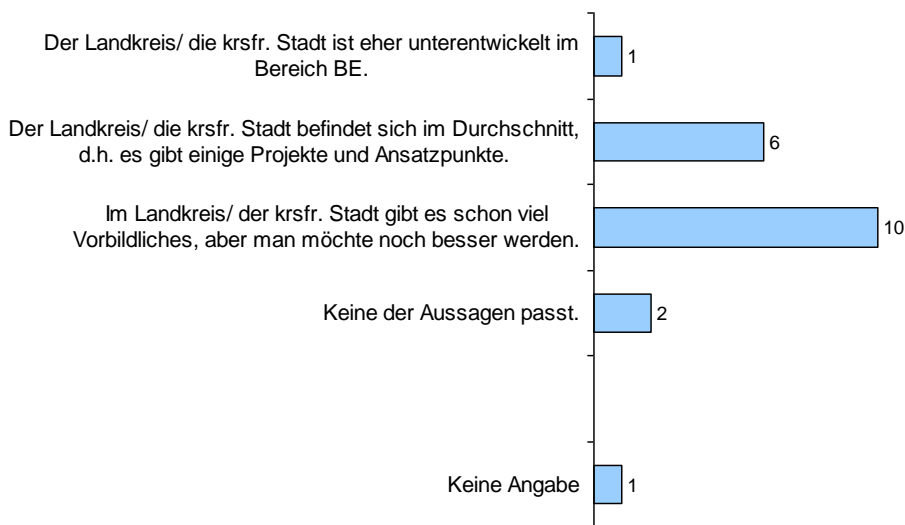 Der Landkreis/ die krsfr. Stadt ist eher unterentwickelt im
Bereich BE.
1
Der Landkreis/ die krsfr. Stadt befindet sich im Durchschnitt,
d.h. es gibt einige Projekte und Ansatzpunkte.
6
Im Landkreis/ der krsfr. Stadt gibt es schon viel
Vorbildliches, aber man möchte noch besser werden.
10
Keine der Aussagen passt.
2
Keine Angabe
1